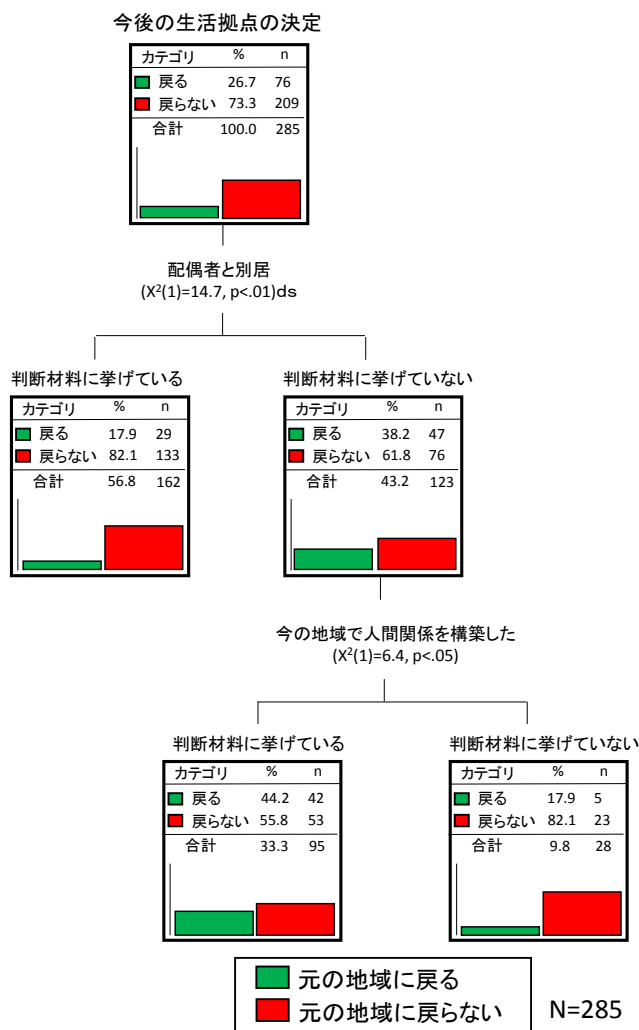 今後の生活拠点の決定
カテゴリ % n
戻る 26.7 76
戻らない 73.3 209
合計 100.0 285
配偶者と別居
(X²(1)=14.7, p<.01)ds
判断材料に挙げている
カテゴリ % n
戻る 17.9 29
戻らない 82.1 133
合計 56.8 162
判断材料に挙げていない
カテゴリ % n
戻る 38.2 47
戻らない 61.8 76
合計 43.2 123
今の地域で人間関係を構築した
(X²(1)=6.4, p<.05)
判断材料に挙げている
カテゴリ % n
戻る 44.2 42
戻らない 55.8 53
合計 33.3 95
判断材料に挙げていない
カテゴリ % n
戻る 17.9 5
戻らない 82.1 23
合計 9.8 28
元の地域に戻る
元の地域に戻らない
N=285